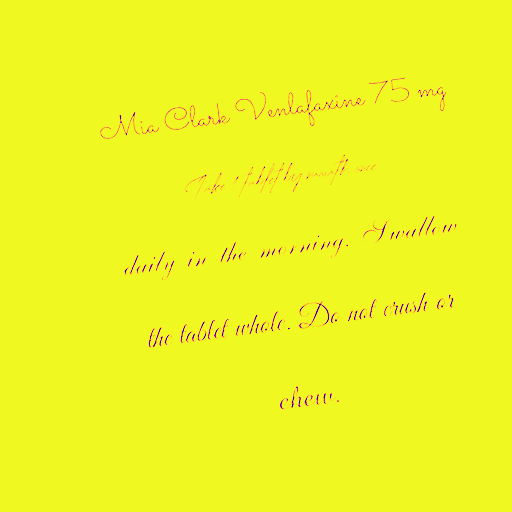 Mia Clark Venlafaxine 75 mg
Take 1 tablet by mouth once
daily in the morning. Swallow
the tablet whole. Do not crush or
chew.